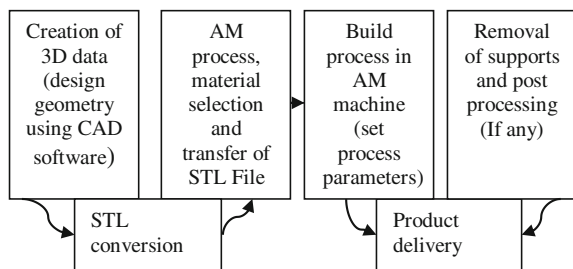 Creation of
3D data
(design
geometry
using CAD
software)
AM
process,
material
selection
and
transfer of
STL File
Build
process in
AM
machine
(set
process
parameters)
Removal
of supports
and post
processing
(If any)
STL
conversion
Product
delivery